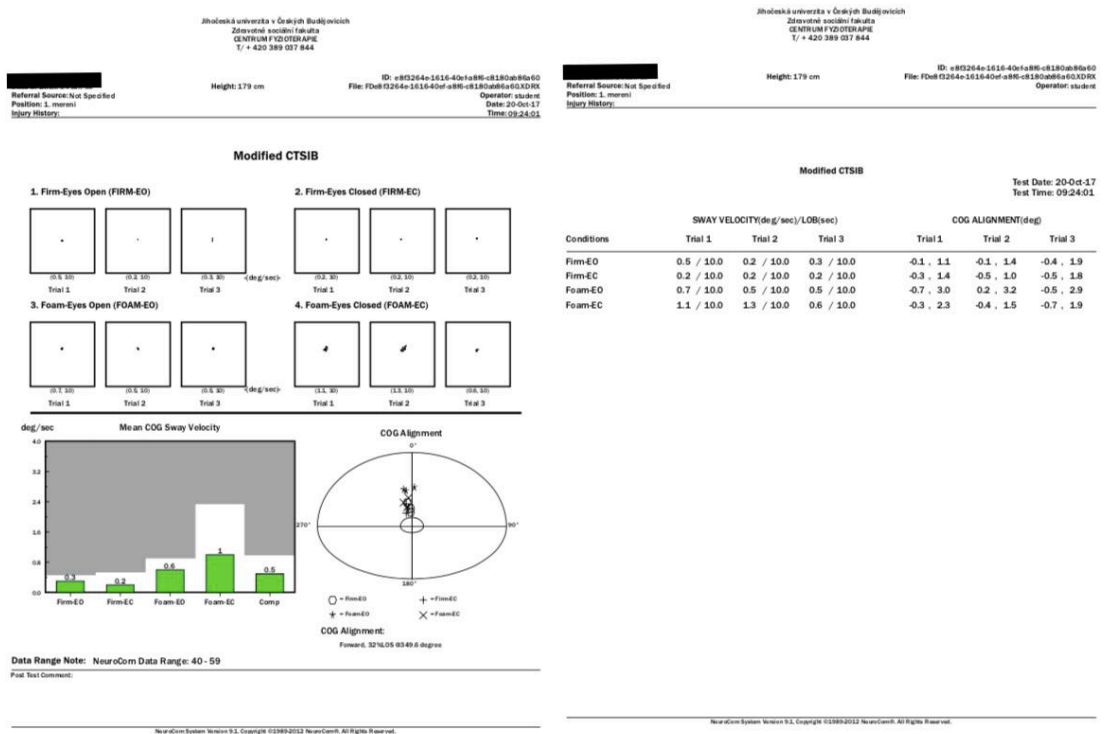 Jihočeská univerzita v Českých Budějovicích
Zdravotně sociální fakulta
CENTRUM FYZIOTERAPIE
T/ + 420 389 037 844
Referral Source: Not Specified
Position: 1. mereni
Injury History:
Height: 179 cm
ID: e8f3264e-1616-40ef-a8f6-c8180ab86a60
File: FDe8f3264e-1616-40ef-a8f6-c8180ab86a60.XDRX
Operator: student
Date: 20-Oct-17
Time: 09:24:01
Modified CTSIB
1. Firm-Eyes Open (FIRM-EO)
2. Firm-Eyes Closed (FIRM-EC)
(0.5, 10) (0.2, 10) (0.3, 10) (deg/sec) (0.2, 10) (0.2, 10) (0.2, 10)
Trial 1 Trial 2 Trial 3 Trial 1 Trial 2 Trial 3
3. Foam-Eyes Open (FOAM-EO)
4. Foam-Eyes Closed (FOAM-EC)
(0.7, 10) (0.5, 10) (0.5, 10) (deg/sec) (1.1, 10) (1.3, 10) (0.6, 10)
Trial 1 Trial 2 Trial 3 Trial 1 Trial 2 Trial 3
deg/sec
Mean COG Sway Velocity
4.0
3.2
2.4
1.6
0.8
0.0
0.3 0.2 0.6 1 0.5
Firm-EO Firm-EC Foam-EO Foam-EC Comp
COG Alignment
0°
270° 90°
180°
= Firm-EO = Firm-EC
= Foam-EO = Foam-EC
COG Alignment:
Forward, 32%LOS @349.6 degree
Data Range Note: NeuroCom Data Range: 40 - 59
Post Test Comment:
NeuroCom System Version 9.1, Copyright ©1989-2012 NeuroCom®. All Rights Reserved.
Jihočeská univerzita v Českých Budějovicích
Zdravotně sociální fakulta
CENTRUM FYZIOTERAPIE
T/ + 420 389 037 844
Referral Source: Not Specified
Position: 1. mereni
Injury History:
Height: 179 cm
ID: e8f3264e-1616-40ef-a8f6-c8180ab86a60
File: FDe8f3264e-1616-40ef-a8f6-c8180ab86a60.XDRX
Operator: student
Modified CTSIB
Test Date: 20-Oct-17
Test Time: 09:24:01
SWAY VELOCITY(deg/sec)/LOB(sec) COG ALIGNMENT(deg)
Conditions Trial 1 Trial 2 Trial 3 Trial 1 Trial 2 Trial 3
Firm-EO 0.5 / 10.0 0.2 / 10.0 0.3 / 10.0 -0.1 , 1.1 -0.1 , 1.4 -0.4 , 1.9
Firm-EC 0.2 / 10.0 0.2 / 10.0 0.2 / 10.0 -0.3 , 1.4 -0.5 , 1.0 -0.5 , 1.8
Foam-EO 0.7 / 10.0 0.5 / 10.0 0.5 / 10.0 -0.7 , 3.0 0.2 , 3.2 -0.5 , 2.9
Foam-EC 1.1 / 10.0 1.3 / 10.0 0.6 / 10.0 -0.3 , 2.3 -0.4 , 1.5 -0.7 , 1.9
NeuroCom System Version 9.1, Copyright ©1989-2012 NeuroCom®. All Rights Reserved.